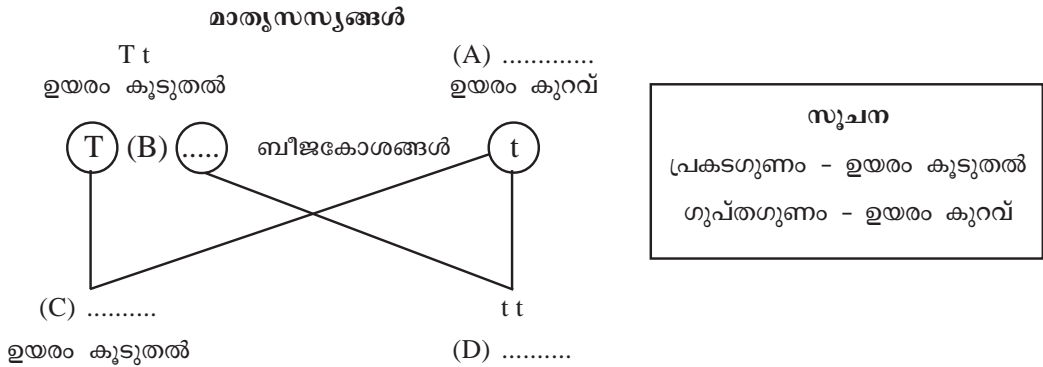 മാതൃസസ്യങ്ങൾ
T t
(A) .............
ഉയരം കൂടുതൽ
ഉയരം കുറവ്
T (B) ..... ബീജകോശങ്ങൾ t
(C) ..........
t t
ഉയരം കൂടുതൽ
(D) ..........
സൂചന
പ്രകടഗുണം - ഉയരം കൂടുതൽ
ഗുപ്തഗുണം - ഉയരം കുറവ്